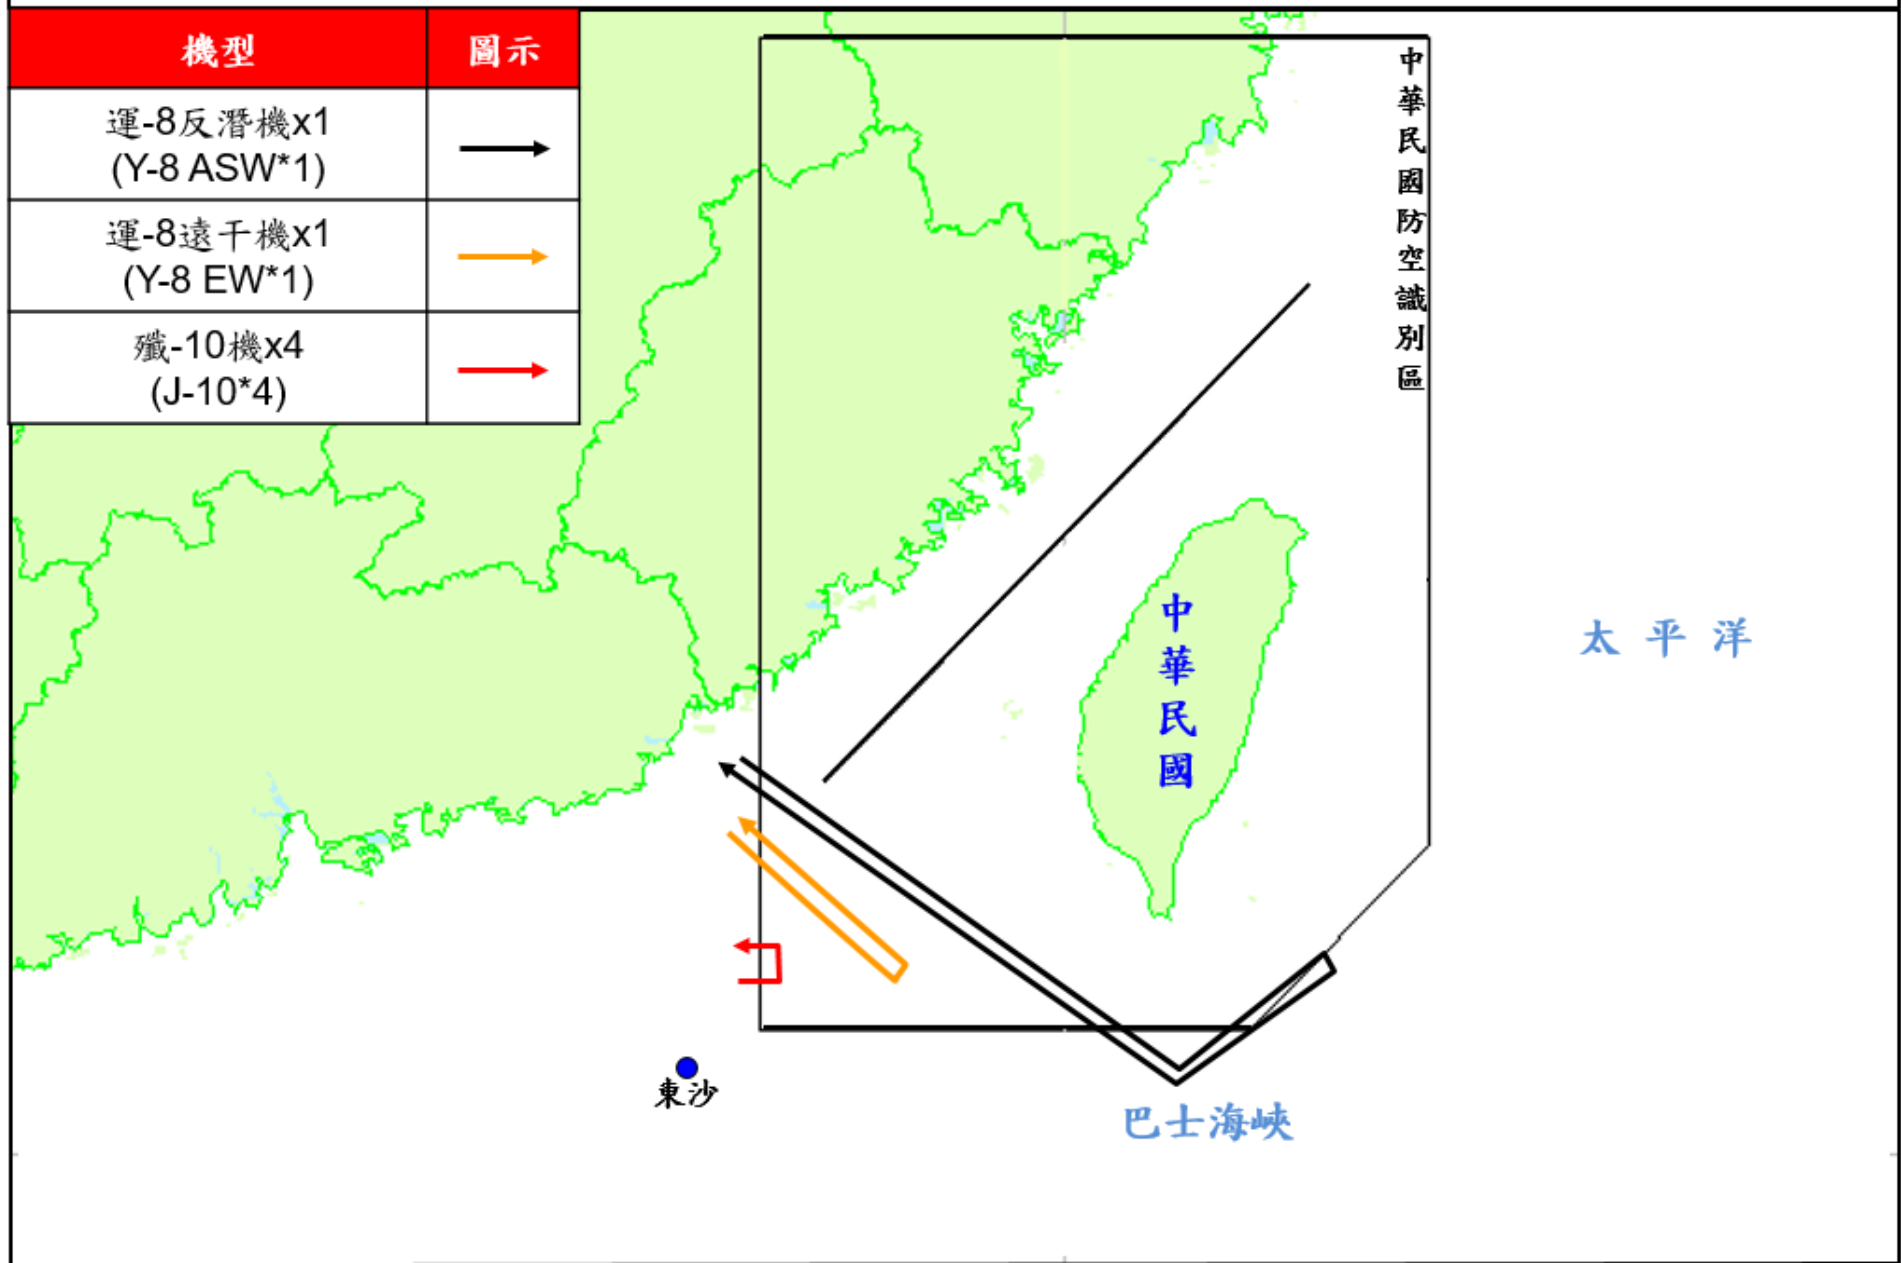 機型 圖示
運-8反潛機x1
(Y-8 ASW*1)
運-8遠干機x1
(Y-8 EW*1)
殲-10機x4
(J-10*4)
中華民國防空識別區
中華民國
太平洋
東沙
巴士海峽